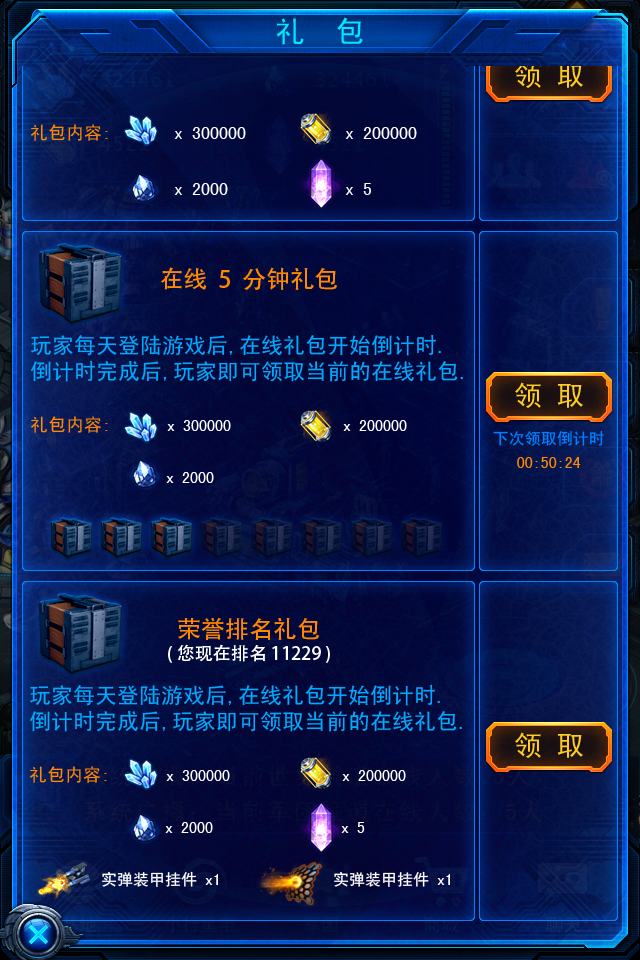 礼 包
领 取
礼包内容: x 300000 x 200000
x 2000 x 5
在线 5 分钟礼包
玩家每天登陆游戏后,在线礼包开始倒计时.
倒计时完成后,玩家即可领取当前的在线礼包.
礼包内容: x 300000 x 200000
x 2000
领 取
下次领取倒计时
00:50:24
荣誉排名礼包
(您现在排名11229)
玩家每天登陆游戏后,在线礼包开始倒计时.
倒计时完成后,玩家即可领取当前的在线礼包.
礼包内容: x 300000 x 200000
x 2000 x 5
实弹装甲挂件 x1 实弹装甲挂件 x1
领 取